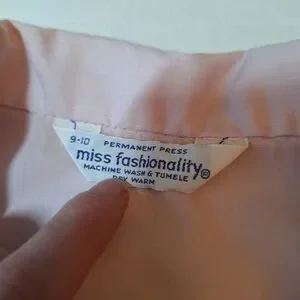 9-10 PERMANENT PRESS
miss fashionality®
MACHINE WASH & TUMBLE
DRY WARM